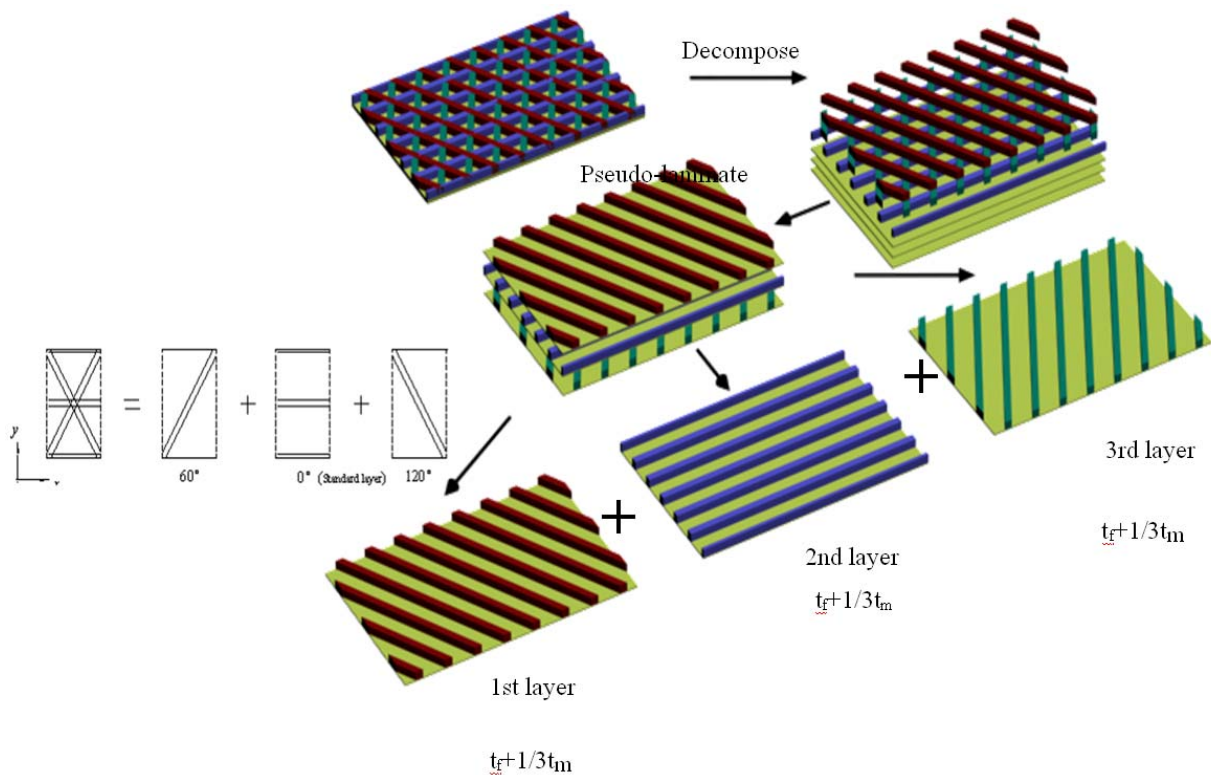 Decompose
Pseudo-laminate
y
= + +
60°
0° (Standard layer)
120°
+
+
3rd layer
tf+1/3tm
2nd layer
tf+1/3tm
1st layer
tf+1/3tm